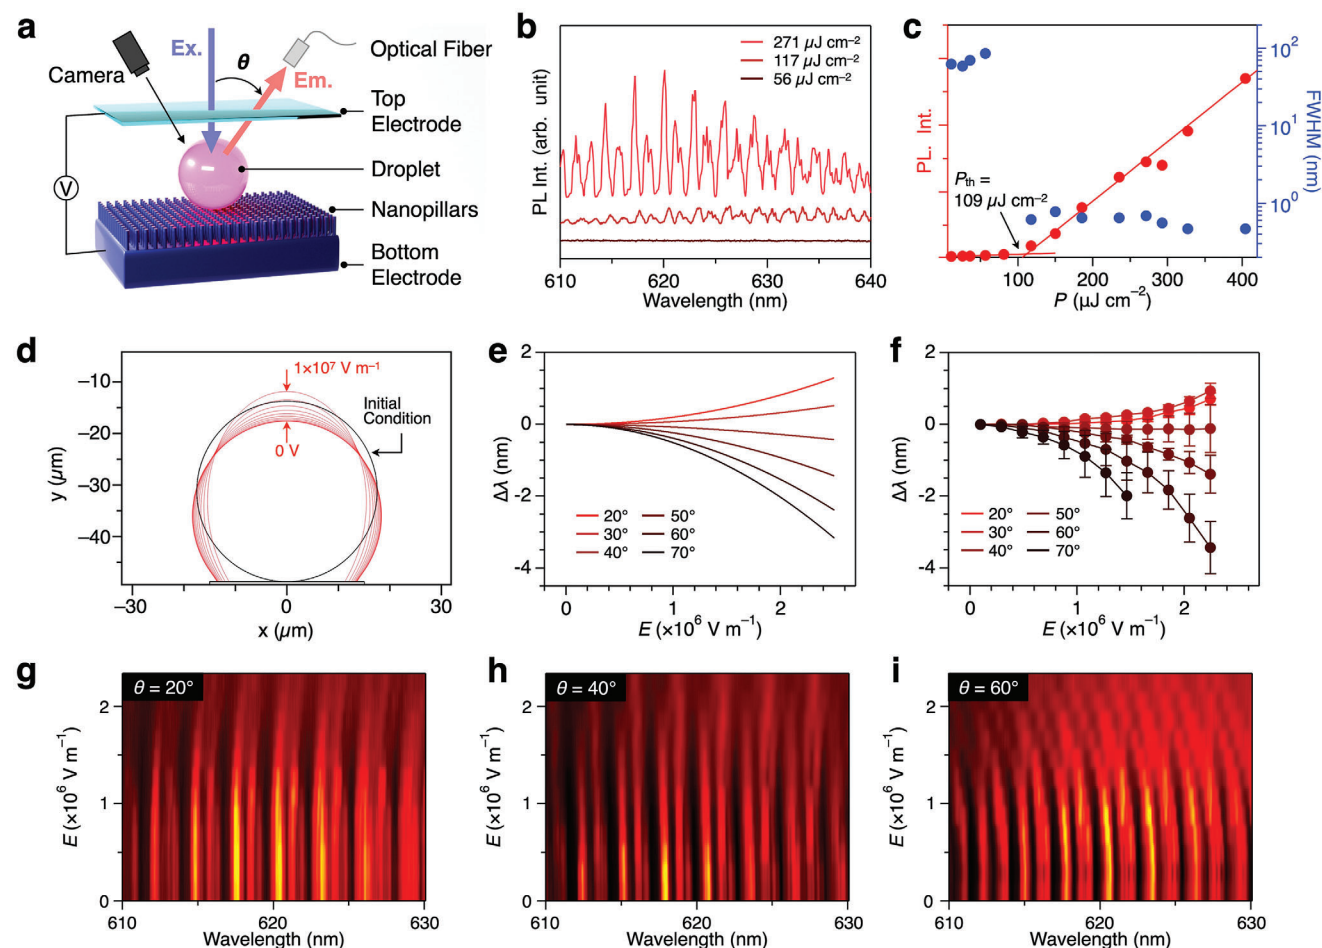 a
Ex.
θ
Optical Fiber
Camera
Em.
Top
Electrode
Droplet
V
Nanopillars
Bottom
Electrode
b
PL Int. (arb. unit)
271 µJ cm⁻²
117 µJ cm⁻²
56 µJ cm⁻²
610
620
630
640
Wavelength (nm)
c
PL. Int.
Pth =
109 µJ cm⁻²
10²
10¹
10⁰
FWHM (nm)
0
100
200
300
400
P (µJ cm⁻²)
d
y (µm)
−10
−20
−30
−40
1×10⁷ V m⁻¹
Initial
Condition
0 V
−30
0
30
x (µm)
e
Δλ (nm)
2
0
-2
-4
20°
50°
30°
60°
40°
70°
0
1
2
E (×10⁶ V m⁻¹)
f
Δλ (nm)
2
0
-2
-4
20°
50°
30°
60°
40°
70°
0
1
2
E (×10⁶ V m⁻¹)
g
θ = 20°
E (×10⁶ V m⁻¹)
2
1
0
610
620
630
Wavelength (nm)
h
θ = 40°
E (×10⁶ V m⁻¹)
2
1
0
610
620
630
Wavelength (nm)
i
θ = 60°
E (×10⁶ V m⁻¹)
2
1
0
610
620
630
Wavelength (nm)